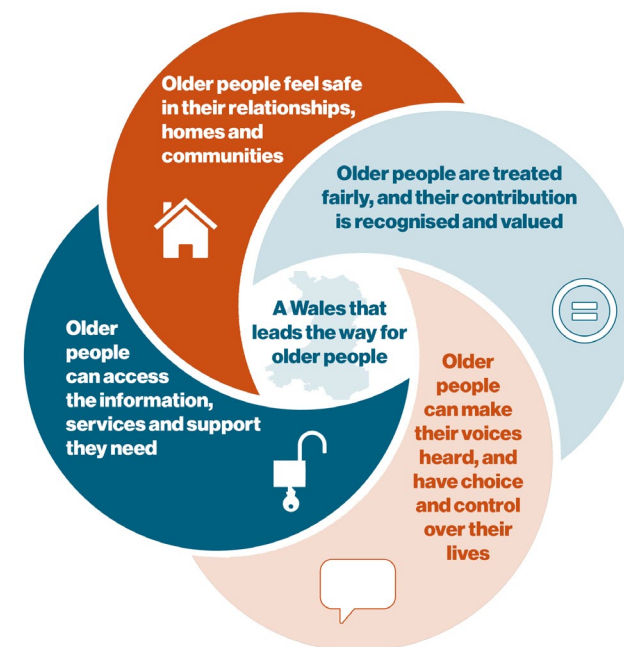 Older people feel safe
in their relationships,
homes and
communities
Older people are treated
fairly, and their contribution
is recognised and valued
A Wales that
leads the way for
older people
Older
people
can access
the information,
services and support
they need
Older
people
can make
their voices
heard, and
have choice
and control
over their
lives